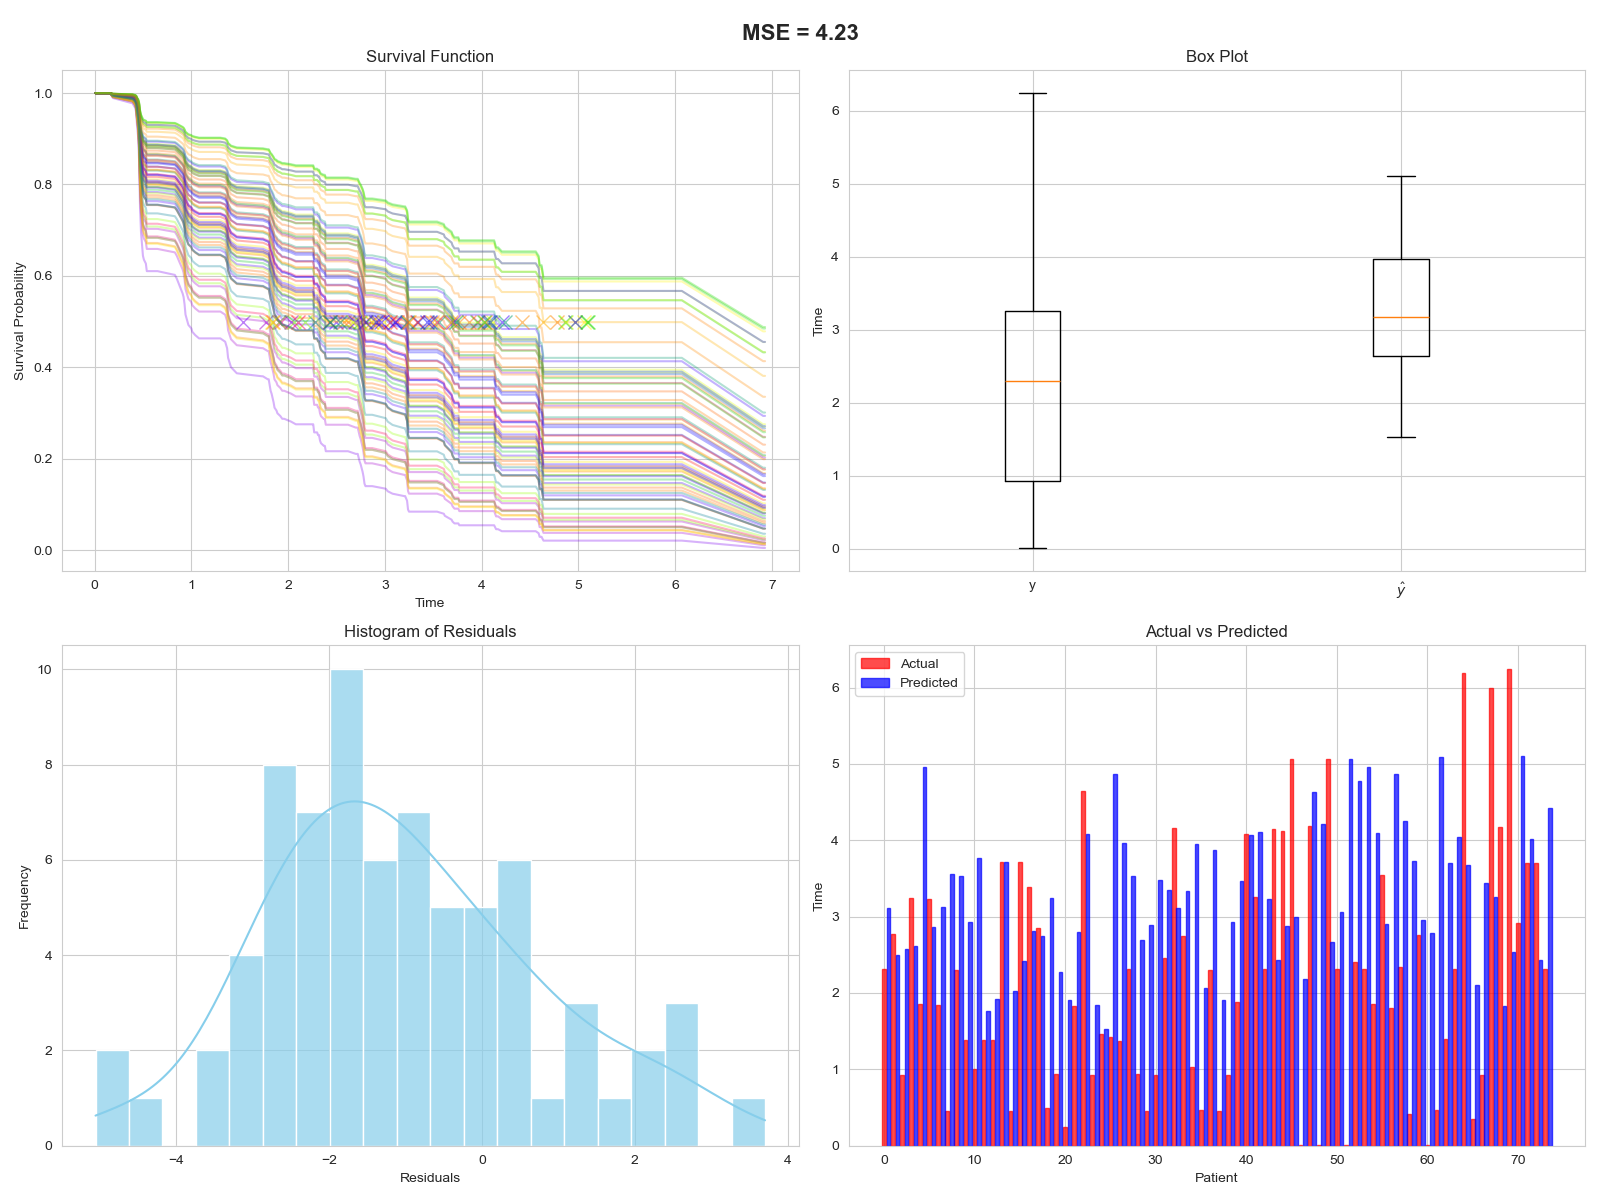 MSE = 4.23
Survival Function
Survival Probability
1.0
0.8
0.6
0.4
0.2
0.0
0 1 2 3 4 5 6 7
Time
Box Plot
Time
6
5
4
3
2
1
0
y ŷ
Histogram of Residuals
Frequency
10
8
6
4
2
0
−4 −2 0 2 4
Residuals
Actual vs Predicted
Actual
Predicted
Time
6
5
4
3
2
1
0
0 10 20 30 40 50 60 70
Patient